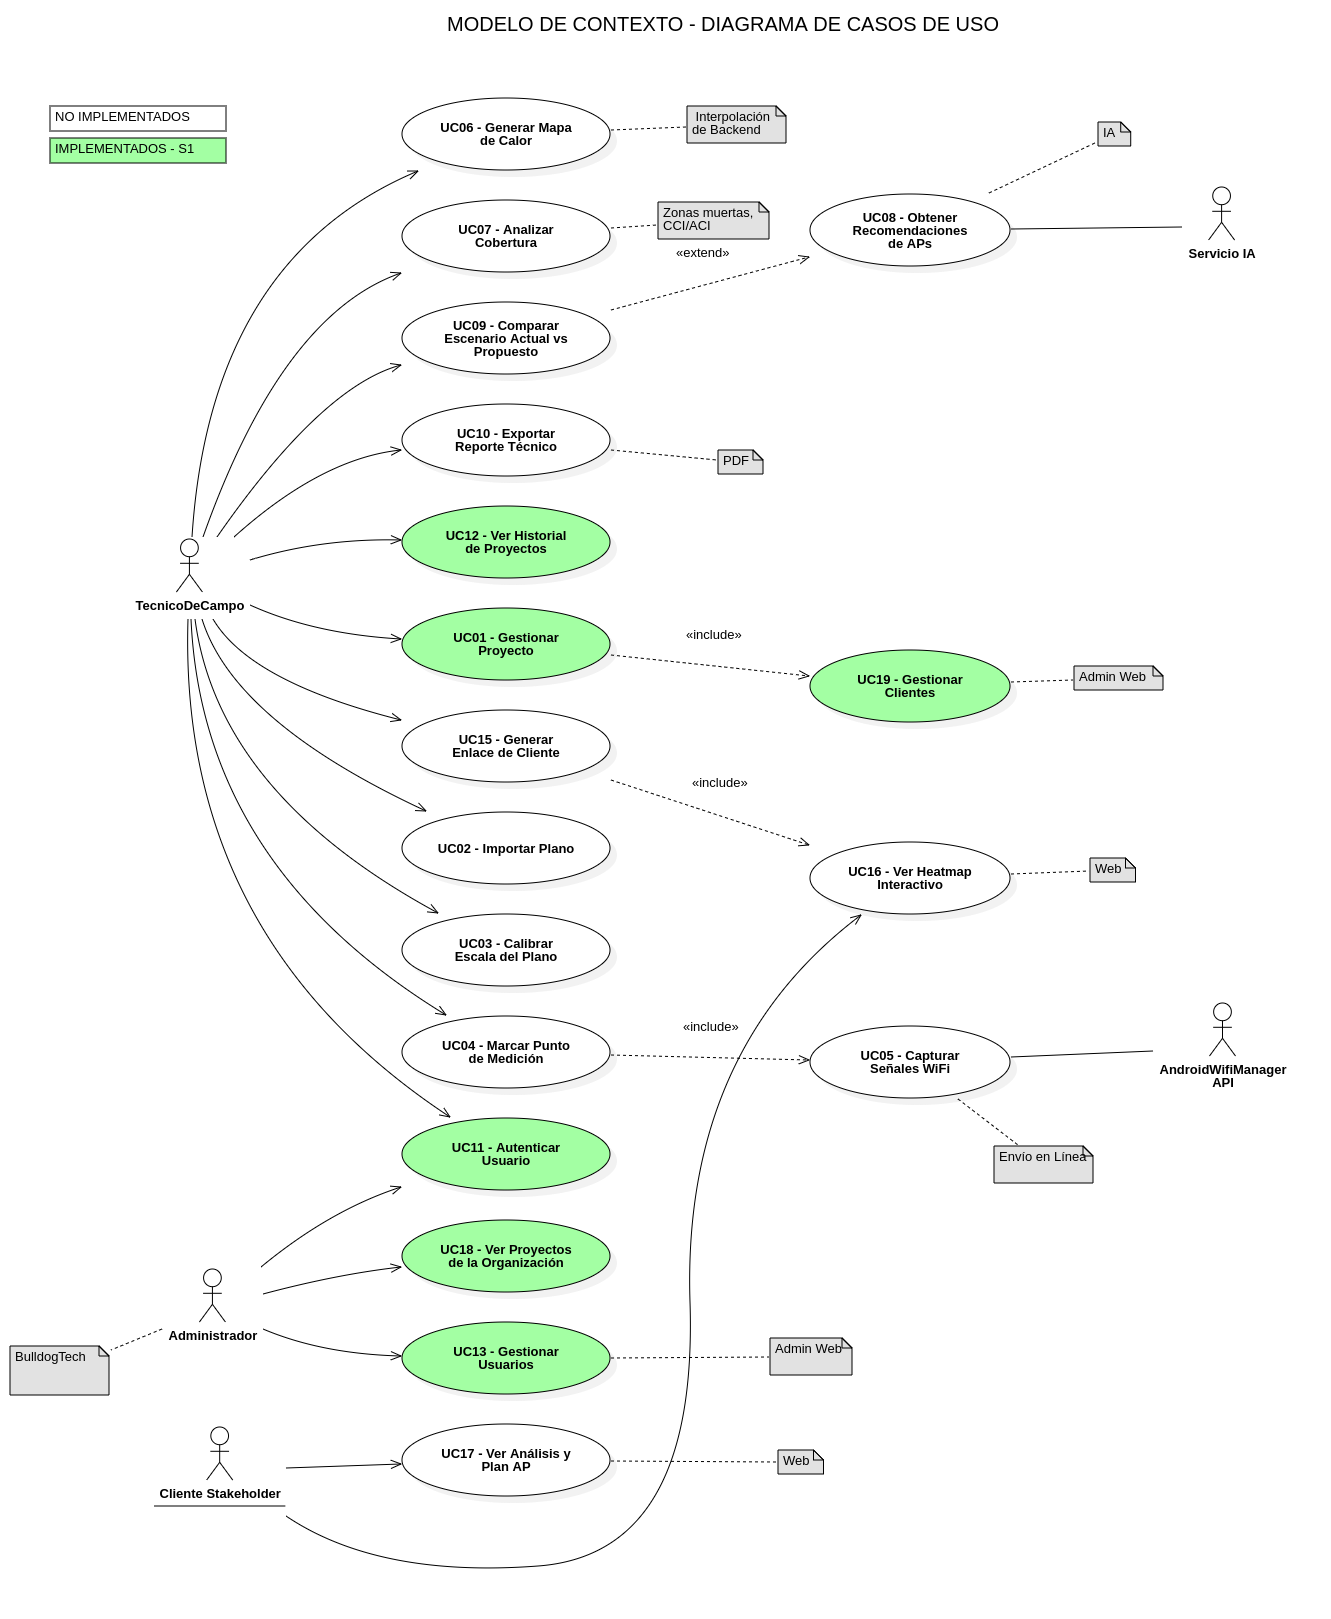 MODELO DE CONTEXTO - DIAGRAMA DE CASOS DE USO
NO IMPLEMENTADOS
IMPLEMENTADOS - S1
UC06 - Generar Mapa
de Calor
Interpolación
de Backend
IA
UC07 - Analizar
Cobertura
Zonas muertas,
CCI/ACI
«extend»
UC08 - Obtener
Recomendaciones
de APs
Servicio IA
UC09 - Comparar
Escenario Actual vs
Propuesto
UC10 - Exportar
Reporte Técnico
PDF
UC12 - Ver Historial
de Proyectos
TecnicoDeCampo
UC01 - Gestionar
Proyecto
«include»
UC19 - Gestionar
Clientes
Admin Web
UC15 - Generar
Enlace de Cliente
«include»
UC02 - Importar Plano
UC16 - Ver Heatmap
Interactivo
Web
UC03 - Calibrar
Escala del Plano
UC04 - Marcar Punto
de Medición
«include»
UC05 - Capturar
Señales WiFi
AndroidWifiManager
API
Envío en Línea
UC11 - Autenticar
Usuario
UC18 - Ver Proyectos
de la Organización
Administrador
BulldogTech
UC13 - Gestionar
Usuarios
Admin Web
UC17 - Ver Análisis y
Plan AP
Web
Cliente Stakeholder